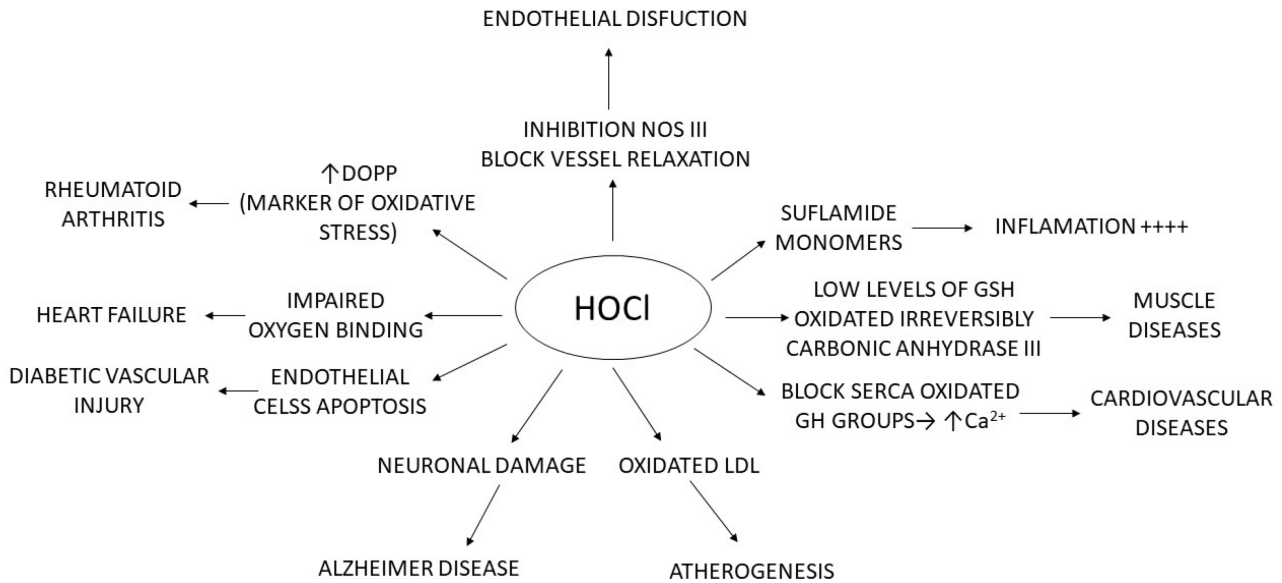 ENDOTHELIAL DISFUCTION
INHIBITION NOS III
BLOCK VESSEL RELAXATION
↑DOPP
(MARKER OF OXIDATIVE
STRESS)
RHEUMATOID
ARTHRITIS
SUFLAMIDE
MONOMERS
INFLAMATION ++++
HOCl
IMPAIRED
OXYGEN BINDING
HEART FAILURE
LOW LEVELS OF GSH
OXIDATED IRREVERSIBLY
CARBONIC ANHYDRASE III
MUSCLE
DISEASES
ENDOTHELIAL
CELSS APOPTOSIS
DIABETIC VASCULAR
INJURY
BLOCK SERCA OXIDATED
GH GROUPS→ ↑Ca²⁺
CARDIOVASCULAR
DISEASES
NEURONAL DAMAGE
OXIDATED LDL
ALZHEIMER DISEASE
ATHEROGENESIS